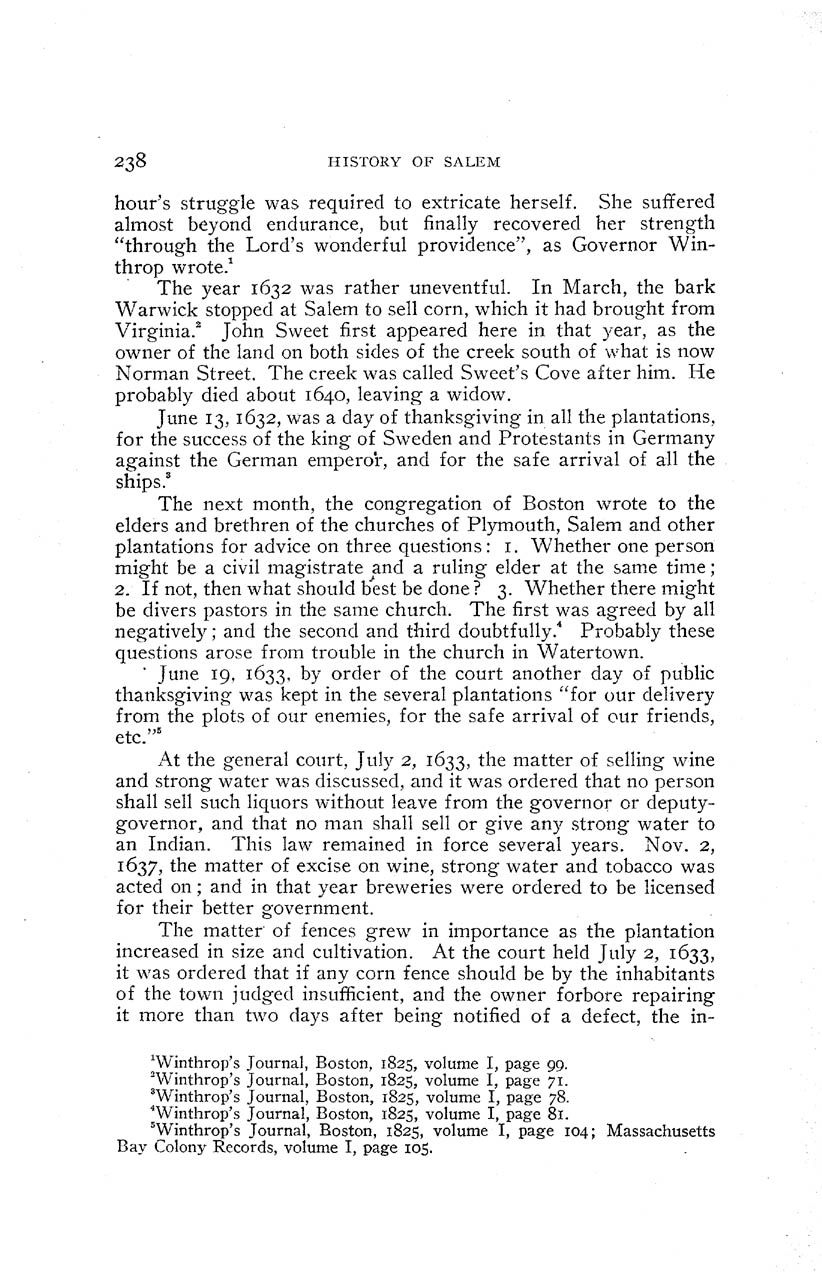 238 HISTORY OF SALEM
hour's struggle was required to extricate herself. She suffered
almost beyond endurance, but finally recovered her strength
“through the Lord's wonderful providence”, as Governor Win-
throp wrote.¹
The year 1632 was rather uneventful. In March, the bark
Warwick stopped at Salem to sell corn, which it had brought from
Virginia.² John Sweet first appeared here in that year, as the
owner of the land on both sides of the creek south of what is now
Norman Street. The creek was called Sweet's Cove after him. He
probably died about 1640, leaving a widow.
June 13, 1632, was a day of thanksgiving in all the plantations,
for the success of the king of Sweden and Protestants in Germany
against the German emperor, and for the safe arrival of all the
ships.³
The next month, the congregation of Boston wrote to the
elders and brethren of the churches of Plymouth, Salem and other
plantations for advice on three questions: 1. Whether one person
might be a civil magistrate and a ruling elder at the same time;
2. If not, then what should best be done? 3. Whether there might
be divers pastors in the same church. The first was agreed by all
negatively; and the second and third doubtfully.⁴ Probably these
questions arose from trouble in the church in Watertown.
June 19, 1633, by order of the court another day of public
thanksgiving was kept in the several plantations “for our delivery
from the plots of our enemies, for the safe arrival of our friends,
etc.”⁵
At the general court, July 2, 1633, the matter of selling wine
and strong water was discussed, and it was ordered that no person
shall sell such liquors without leave from the governor or deputy-
governor, and that no man shall sell or give any strong water to
an Indian. This law remained in force several years. Nov. 2,
1637, the matter of excise on wine, strong water and tobacco was
acted on; and in that year breweries were ordered to be licensed
for their better government.
The matter of fences grew in importance as the plantation
increased in size and cultivation. At the court held July 2, 1633,
it was ordered that if any corn fence should be by the inhabitants
of the town judged insufficient, and the owner forbore repairing
it more than two days after being notified of a defect, the in-
¹Winthrop's Journal, Boston, 1825, volume I, page 99.
²Winthrop's Journal, Boston, 1825, volume I, page 71.
³Winthrop's Journal, Boston, 1825, volume I, page 78.
⁴Winthrop's Journal, Boston, 1825, volume I, page 81.
⁵Winthrop's Journal, Boston, 1825, volume I, page 104; Massachusetts
Bay Colony Records, volume I, page 105.